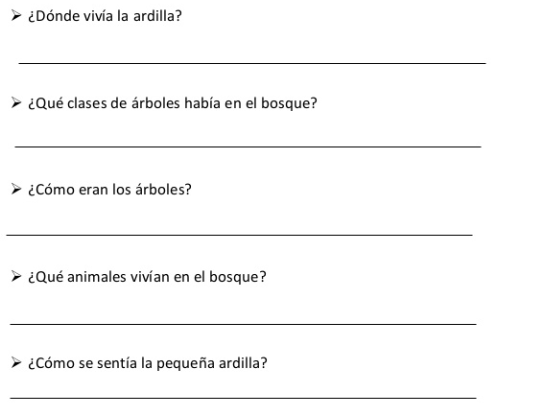 ➢ ¿Dónde vivía la ardilla?
➢ ¿Qué clases de árboles había en el bosque?
➢ ¿Cómo eran los árboles?
➢ ¿Qué animales vivían en el bosque?
➢ ¿Cómo se sentía la pequeña ardilla?